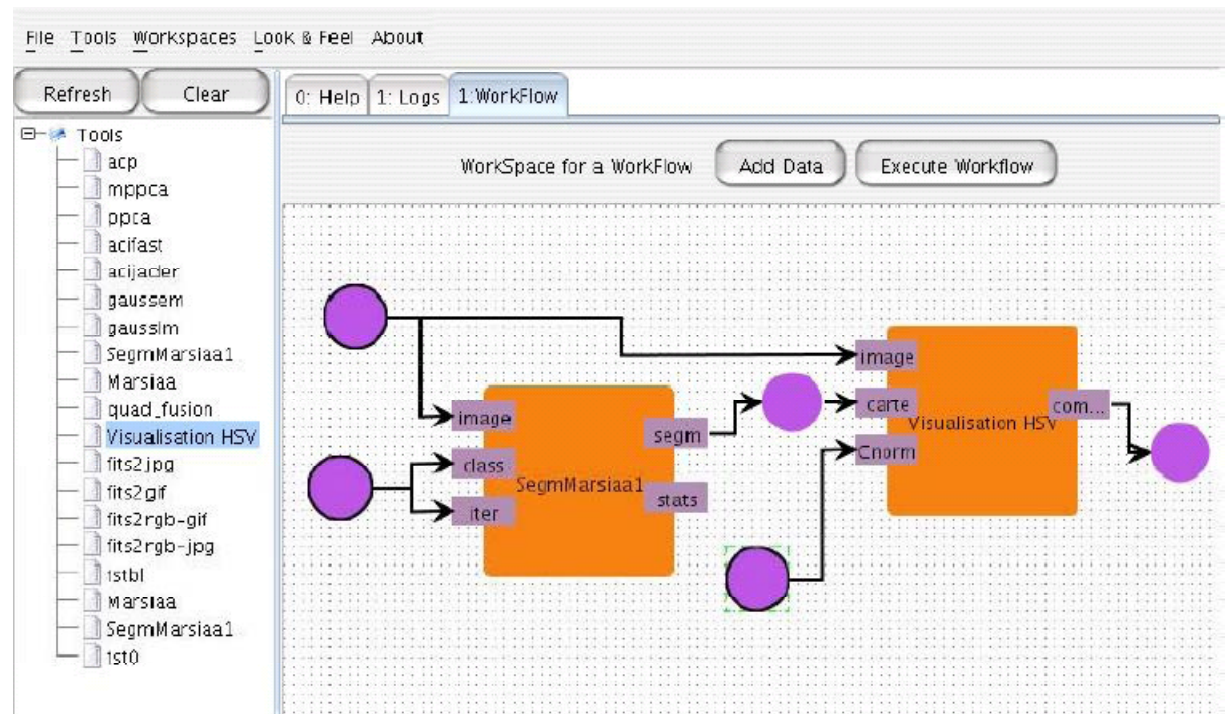 File Tools Workspaces Look & Feel About
Refresh Clear
0: Help 1: Logs 1:WorkFlow
WorkSpace for a WorkFlow Add Data Execute Workflow
Tools
acp
mppca
ppca
acifast
acijader
gaussem
gausslm
SegmMarsiaa1
Marsiaa
quad_fusion
Visualisation HSV
fits2jpg
fits2gif
fits2rgb-gif
fits2rgb-jpg
Marsiaa
SegmMarsiaa1
image
class
iter
SegmMarsiaa1
segm
stats
image
carte
Cnorm
Visualisation HSV
com...